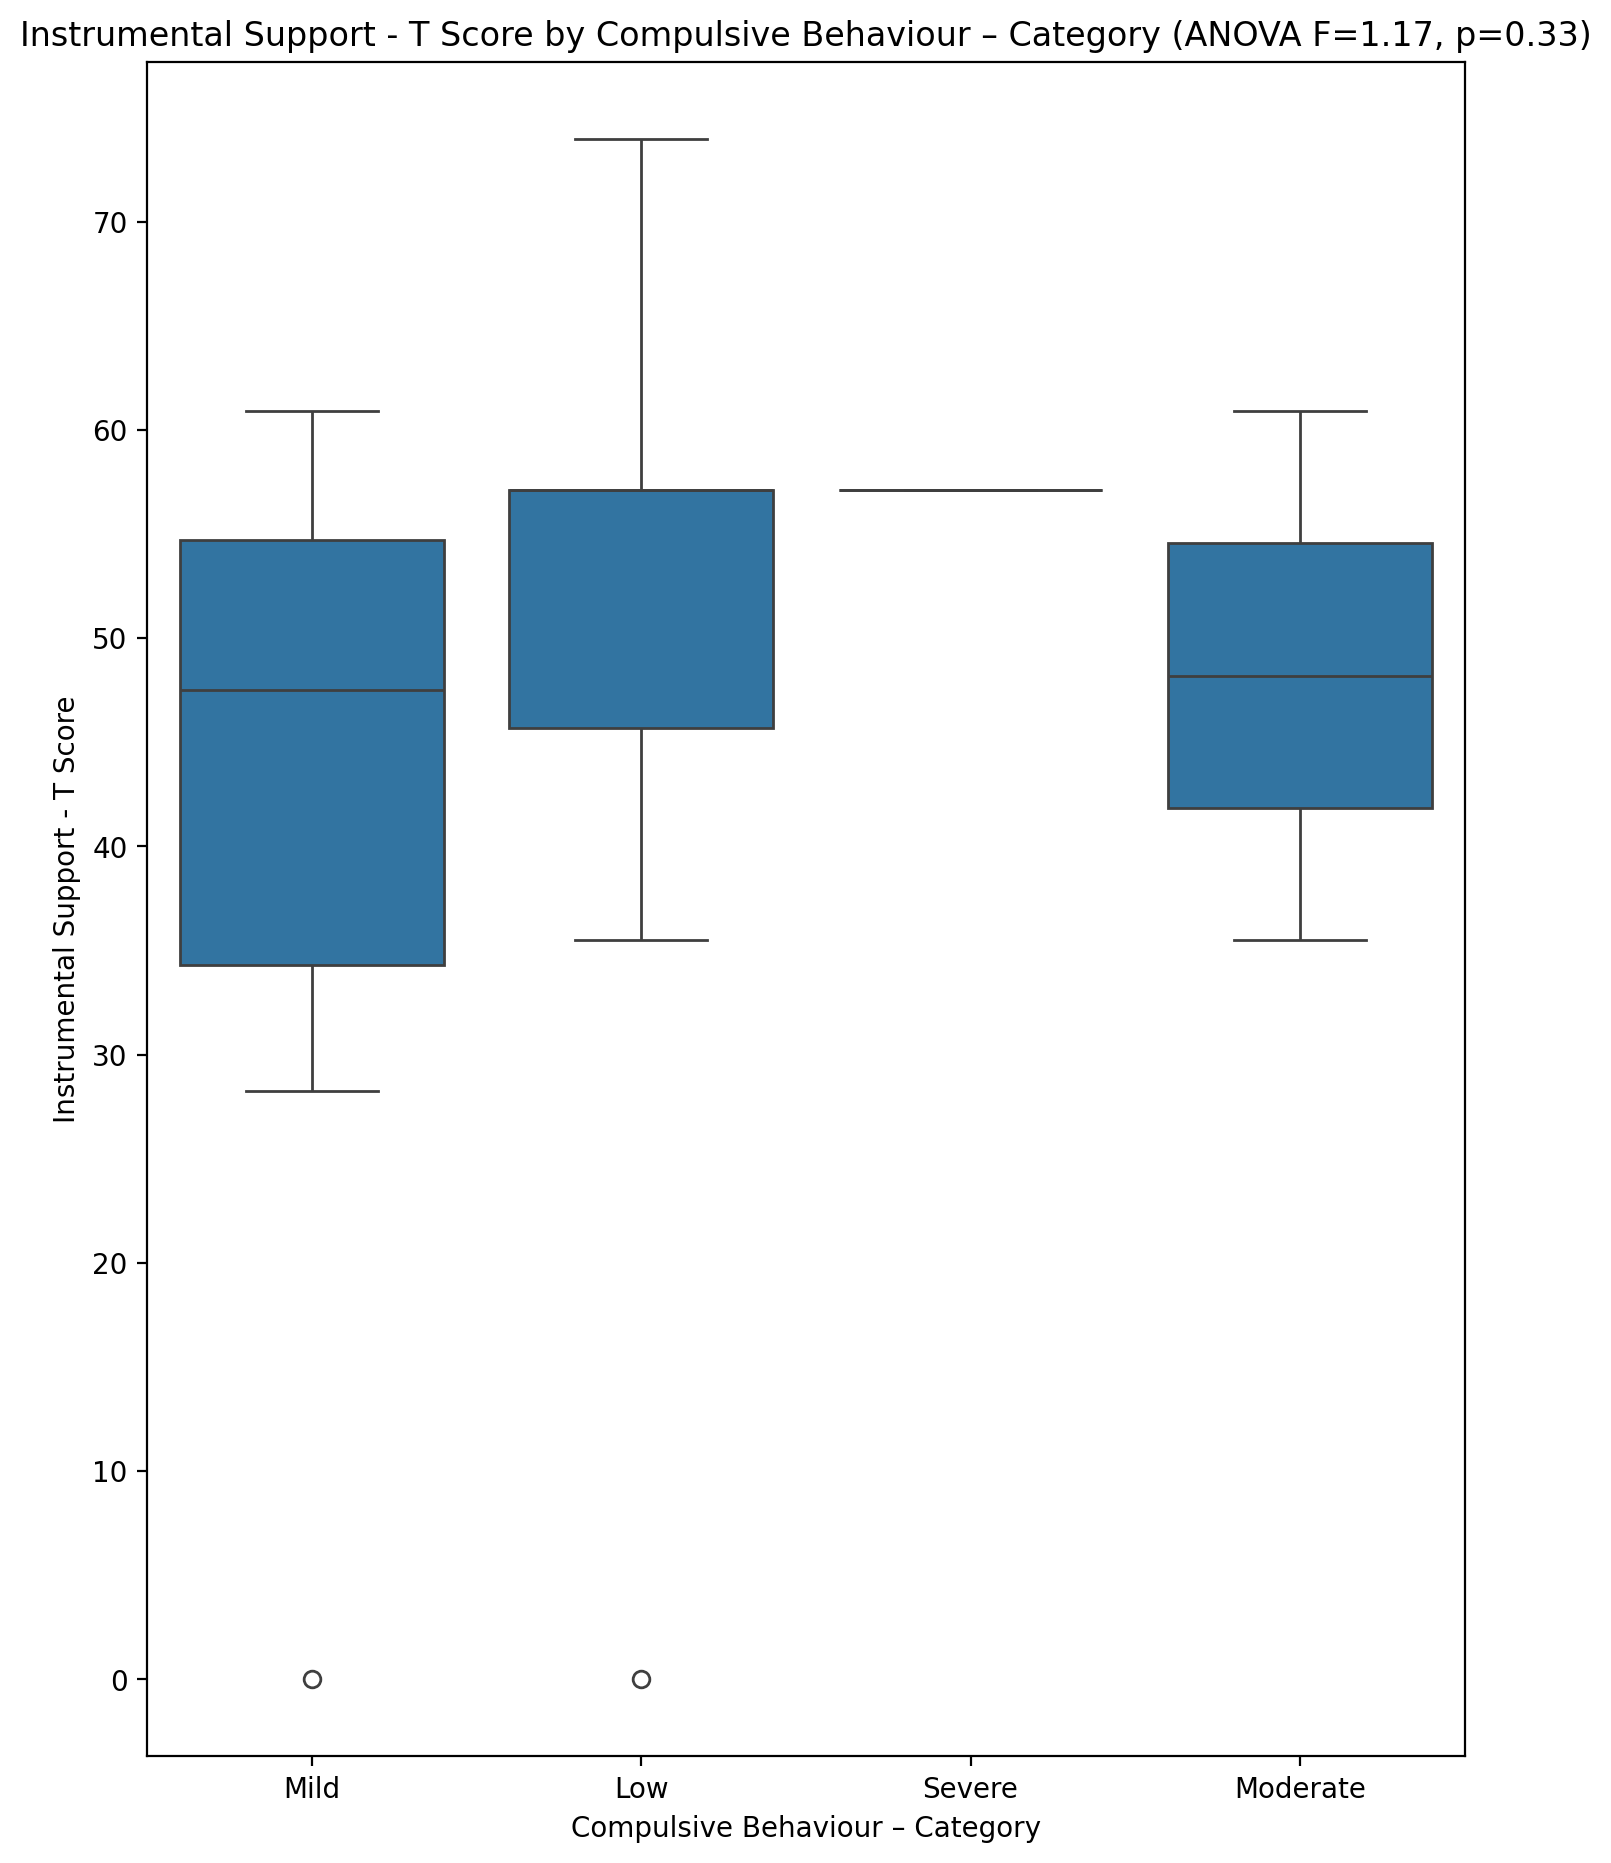 Instrumental Support - T Score by Compulsive Behaviour – Category (ANOVA F=1.17, p=0.33)
Instrumental Support - T Score
70
60
50
40
30
20
10
0
Mild Low Severe Moderate
Compulsive Behaviour – Category